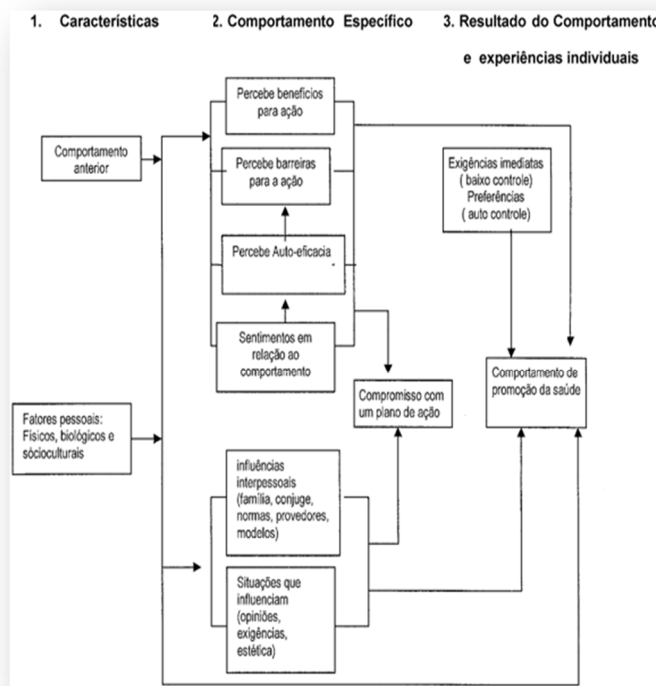 1. Características
2. Comportamento Específico
3. Resultado do Comportamento
e experiências individuais
Comportamento
anterior
Fatores pessoais:
Físicos, biológicos e
sócioculturais
Percebe benefícios
para ação
Percebe barreiras
para a ação
Percebe Auto-eficacia
Sentimentos em
relação ao
comportamento
influências
interpessoais
(família, conjuge,
normas, provedores,
modelos)
Situações que
influenciam
(opiniões,
exigências,
estética)
Compromisso com
um plano de ação
Exigências imediatas
( baixo controle)
Preferências
( auto controle)
Comportamento de
promoção da saúde